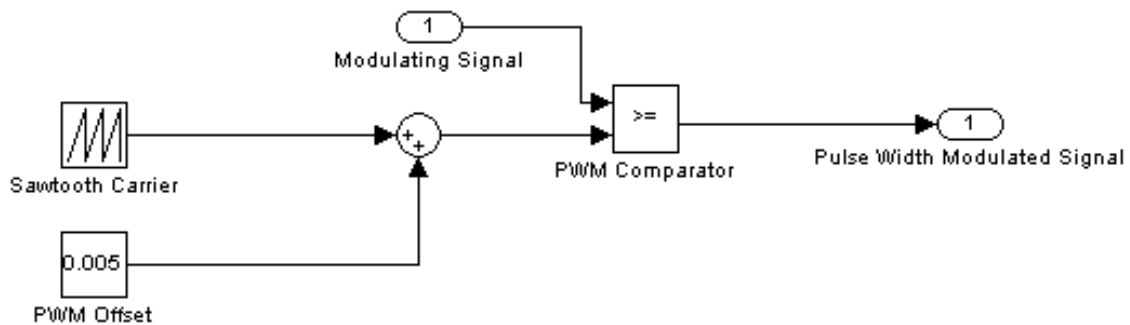 1
Modulating Signal
>=
PWM Comparator
1
Pulse Width Modulated Signal
Sawtooth Carrier
+
+
0.005
PWM Offset